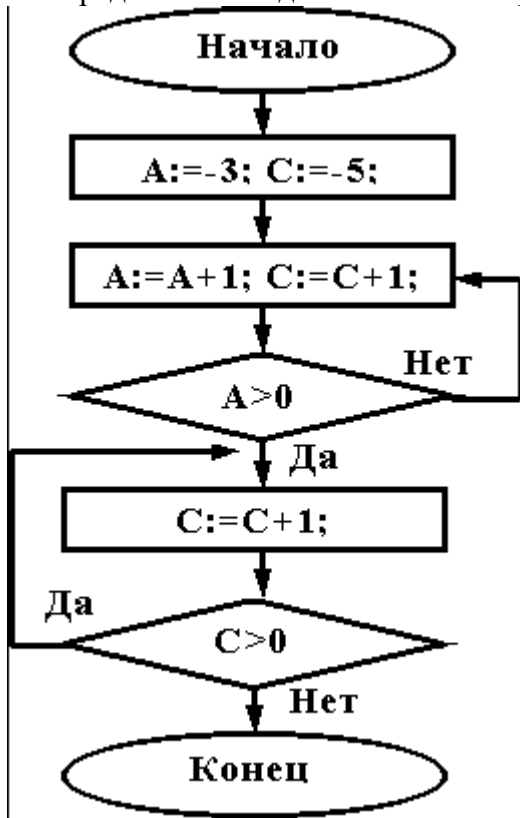 Начало
A:=-3; C:=-5;
A:=A+1; C:=C+1;
Нет
A>0
Да
C:=C+1;
Да
C>0
Нет
Конец